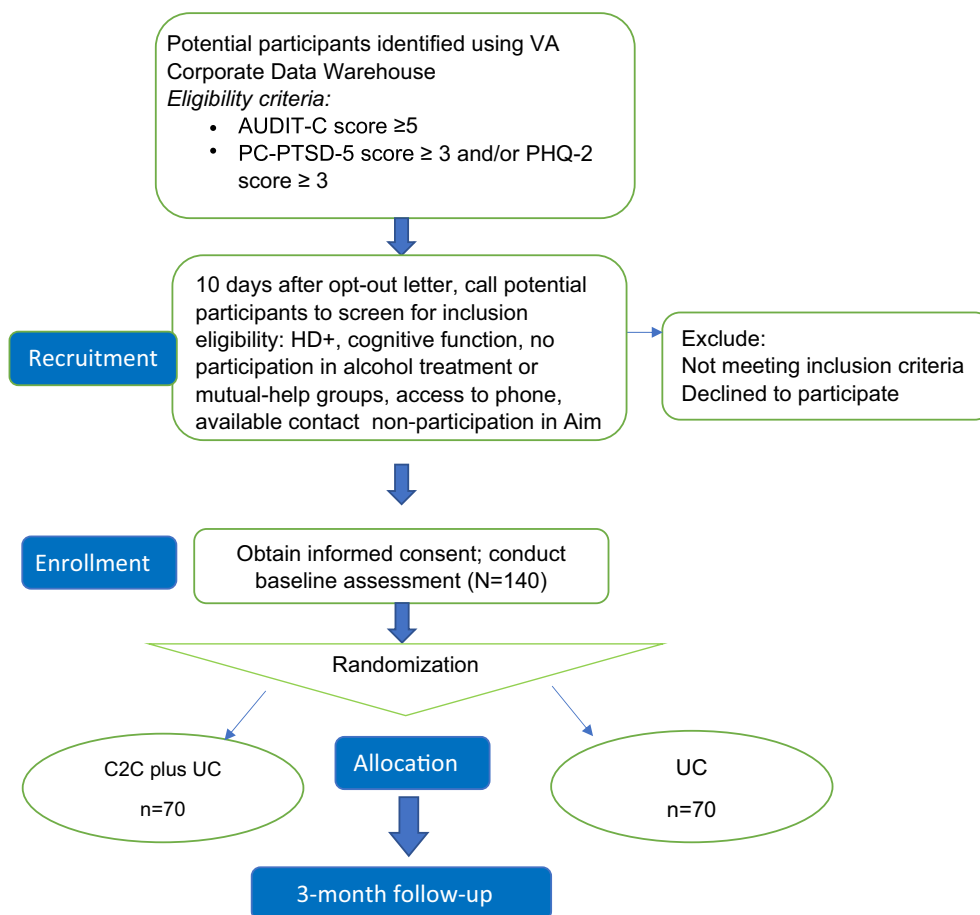 Potential participants identified using VA
Corporate Data Warehouse
Eligibility criteria:
• AUDIT-C score ≥5
• PC-PTSD-5 score ≥ 3 and/or PHQ-2
score ≥ 3
Recruitment
10 days after opt-out letter, call potential
participants to screen for inclusion
eligibility: HD+, cognitive function, no
participation in alcohol treatment or
mutual-help groups, access to phone,
available contact  non-participation in Aim
Exclude:
Not meeting inclusion criteria
Declined to participate
Enrollment
Obtain informed consent; conduct
baseline assessment (N=140)
Randomization
C2C plus UC
n=70
Allocation
UC
n=70
3-month follow-up